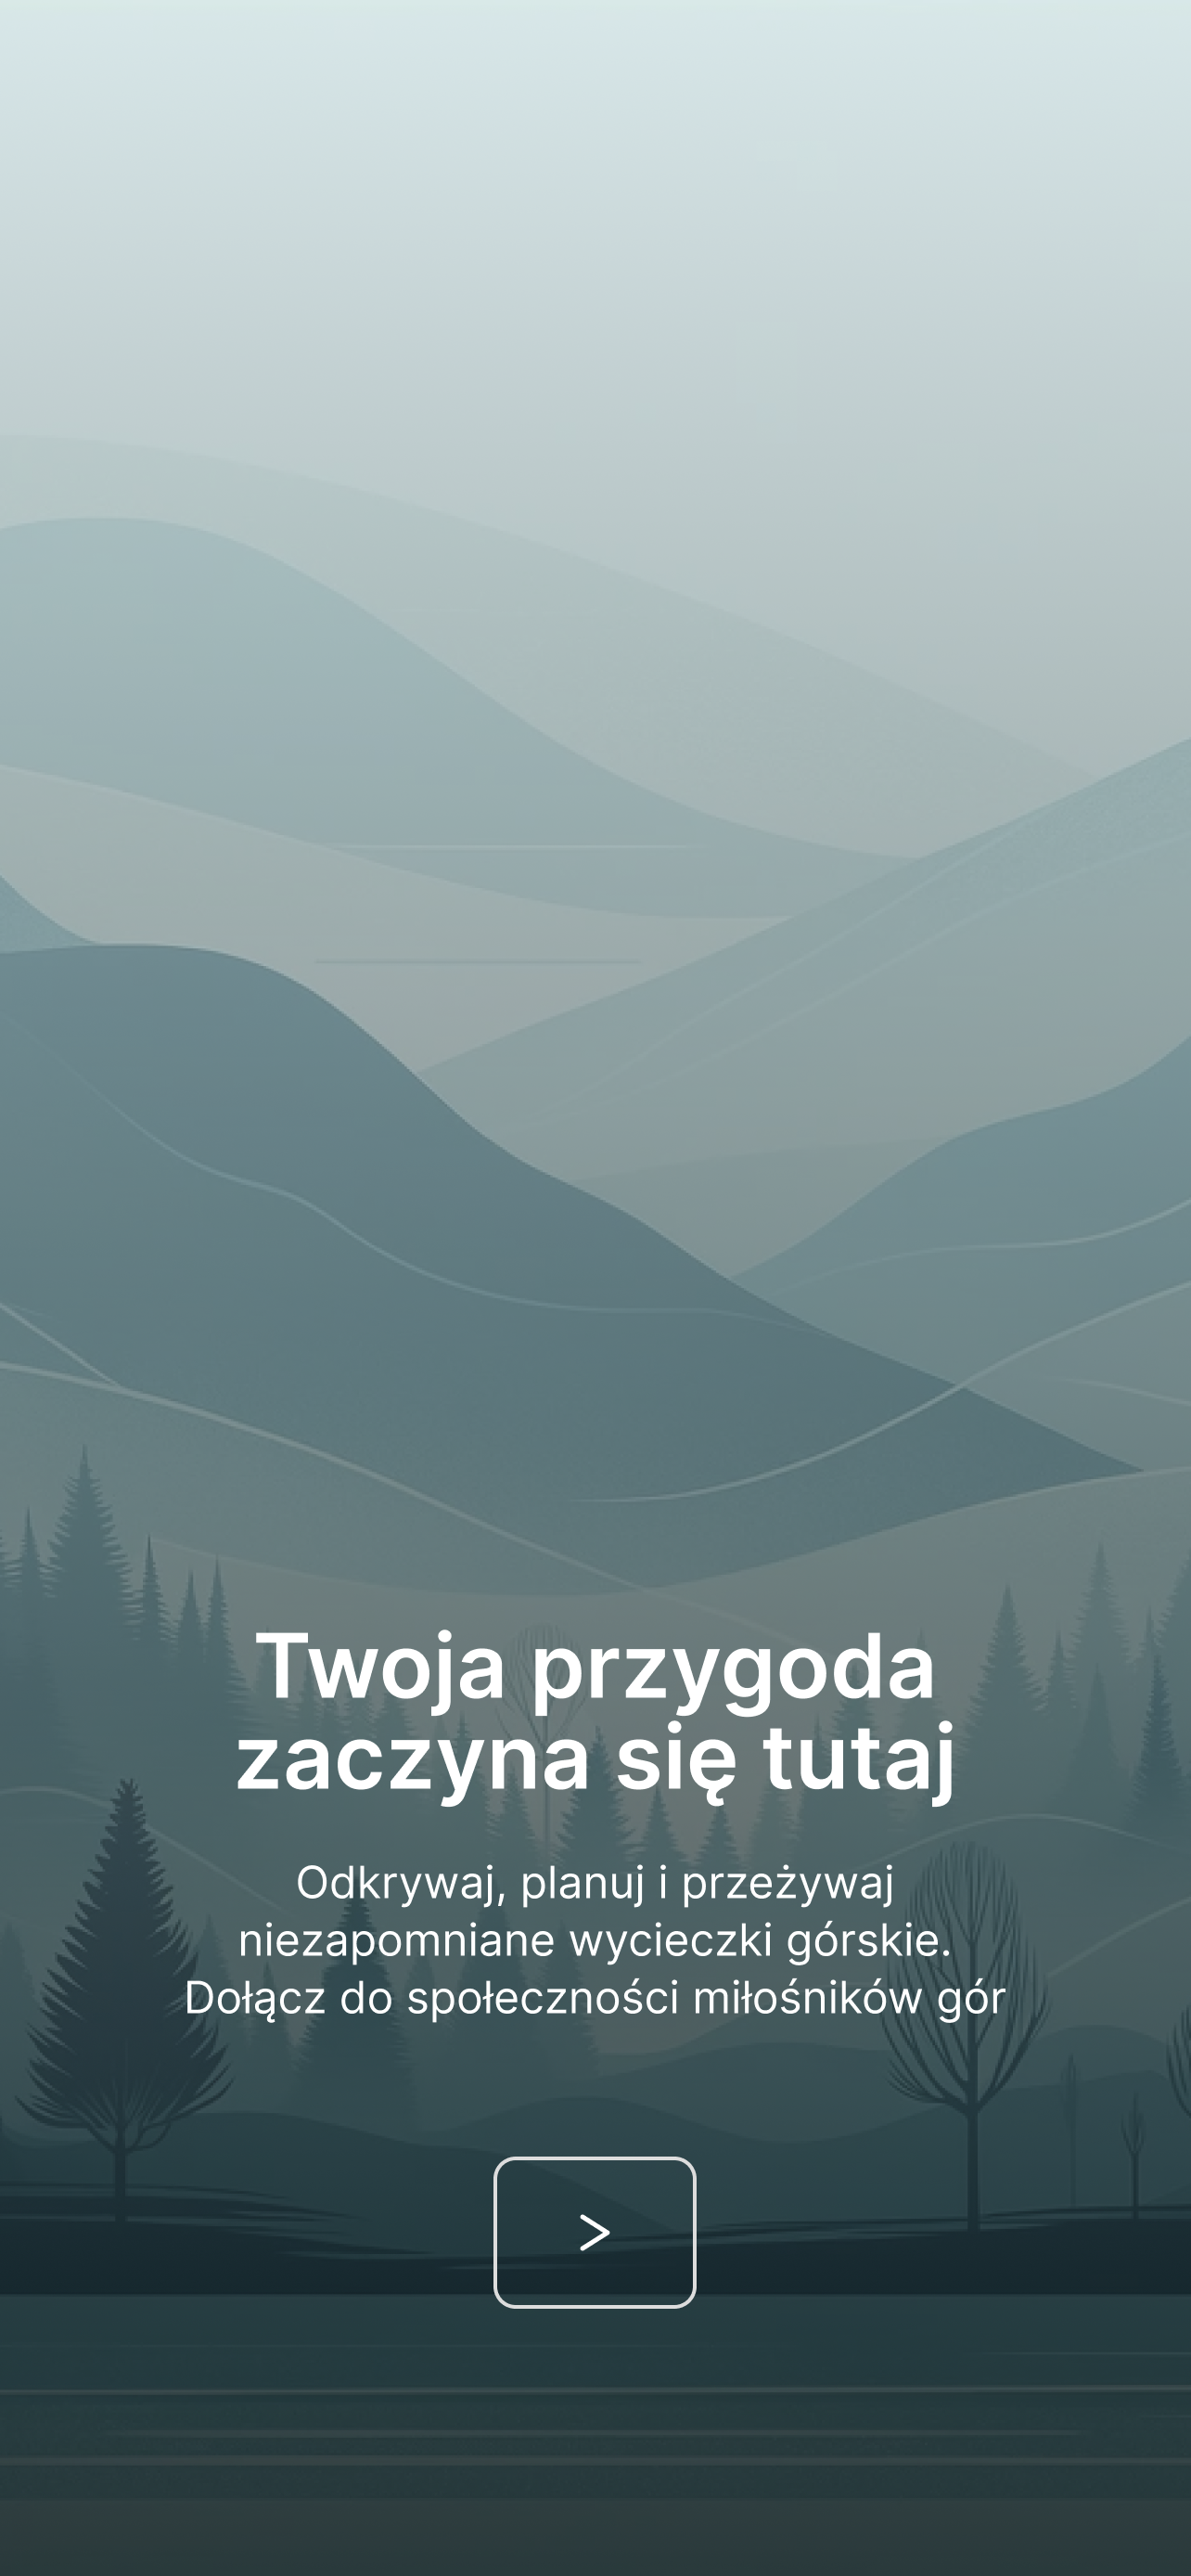 Twoja przygoda
zaczyna się tutaj
Odkrywaj, planuj i przeżywaj
niezapomniane wycieczki górskie.
Dołącz do społeczności miłośników gór